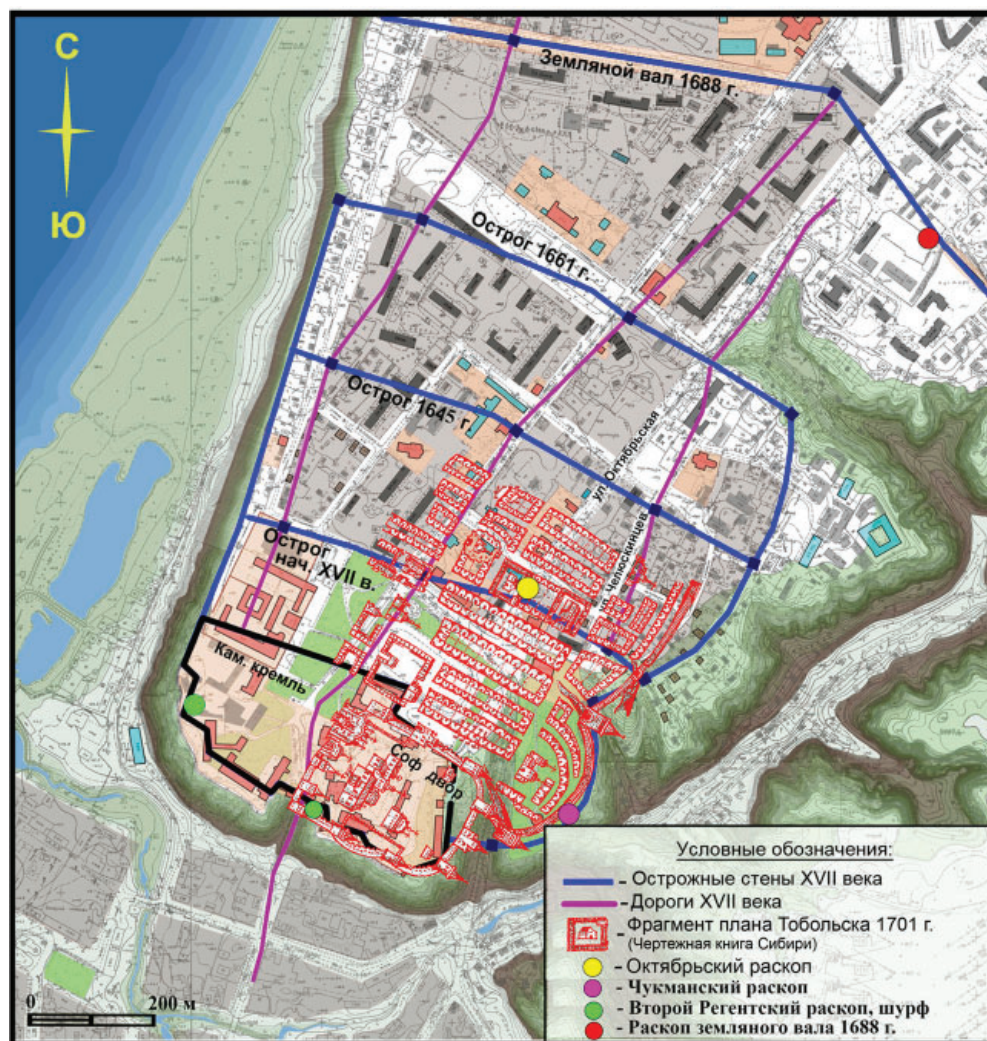 С
Ю
Земляной вал 1688 г.
Острог 1661 г.
Острог 1645 г.
ул. Октябрьская
Челюскинцев
Острог
нач. XVII в.
Кам. кремль
Соф. двор
Условные обозначения:
- Острожные стены XVII века
- Дороги XVII века
- Фрагмент плана Тобольска 1701 г.
(Чертежная книга Сибири)
- Октябрьский раскоп
- Чукманский раскоп
- Второй Регентский раскоп, шурф
- Раскоп земляного вала 1688 г.
0 200 м